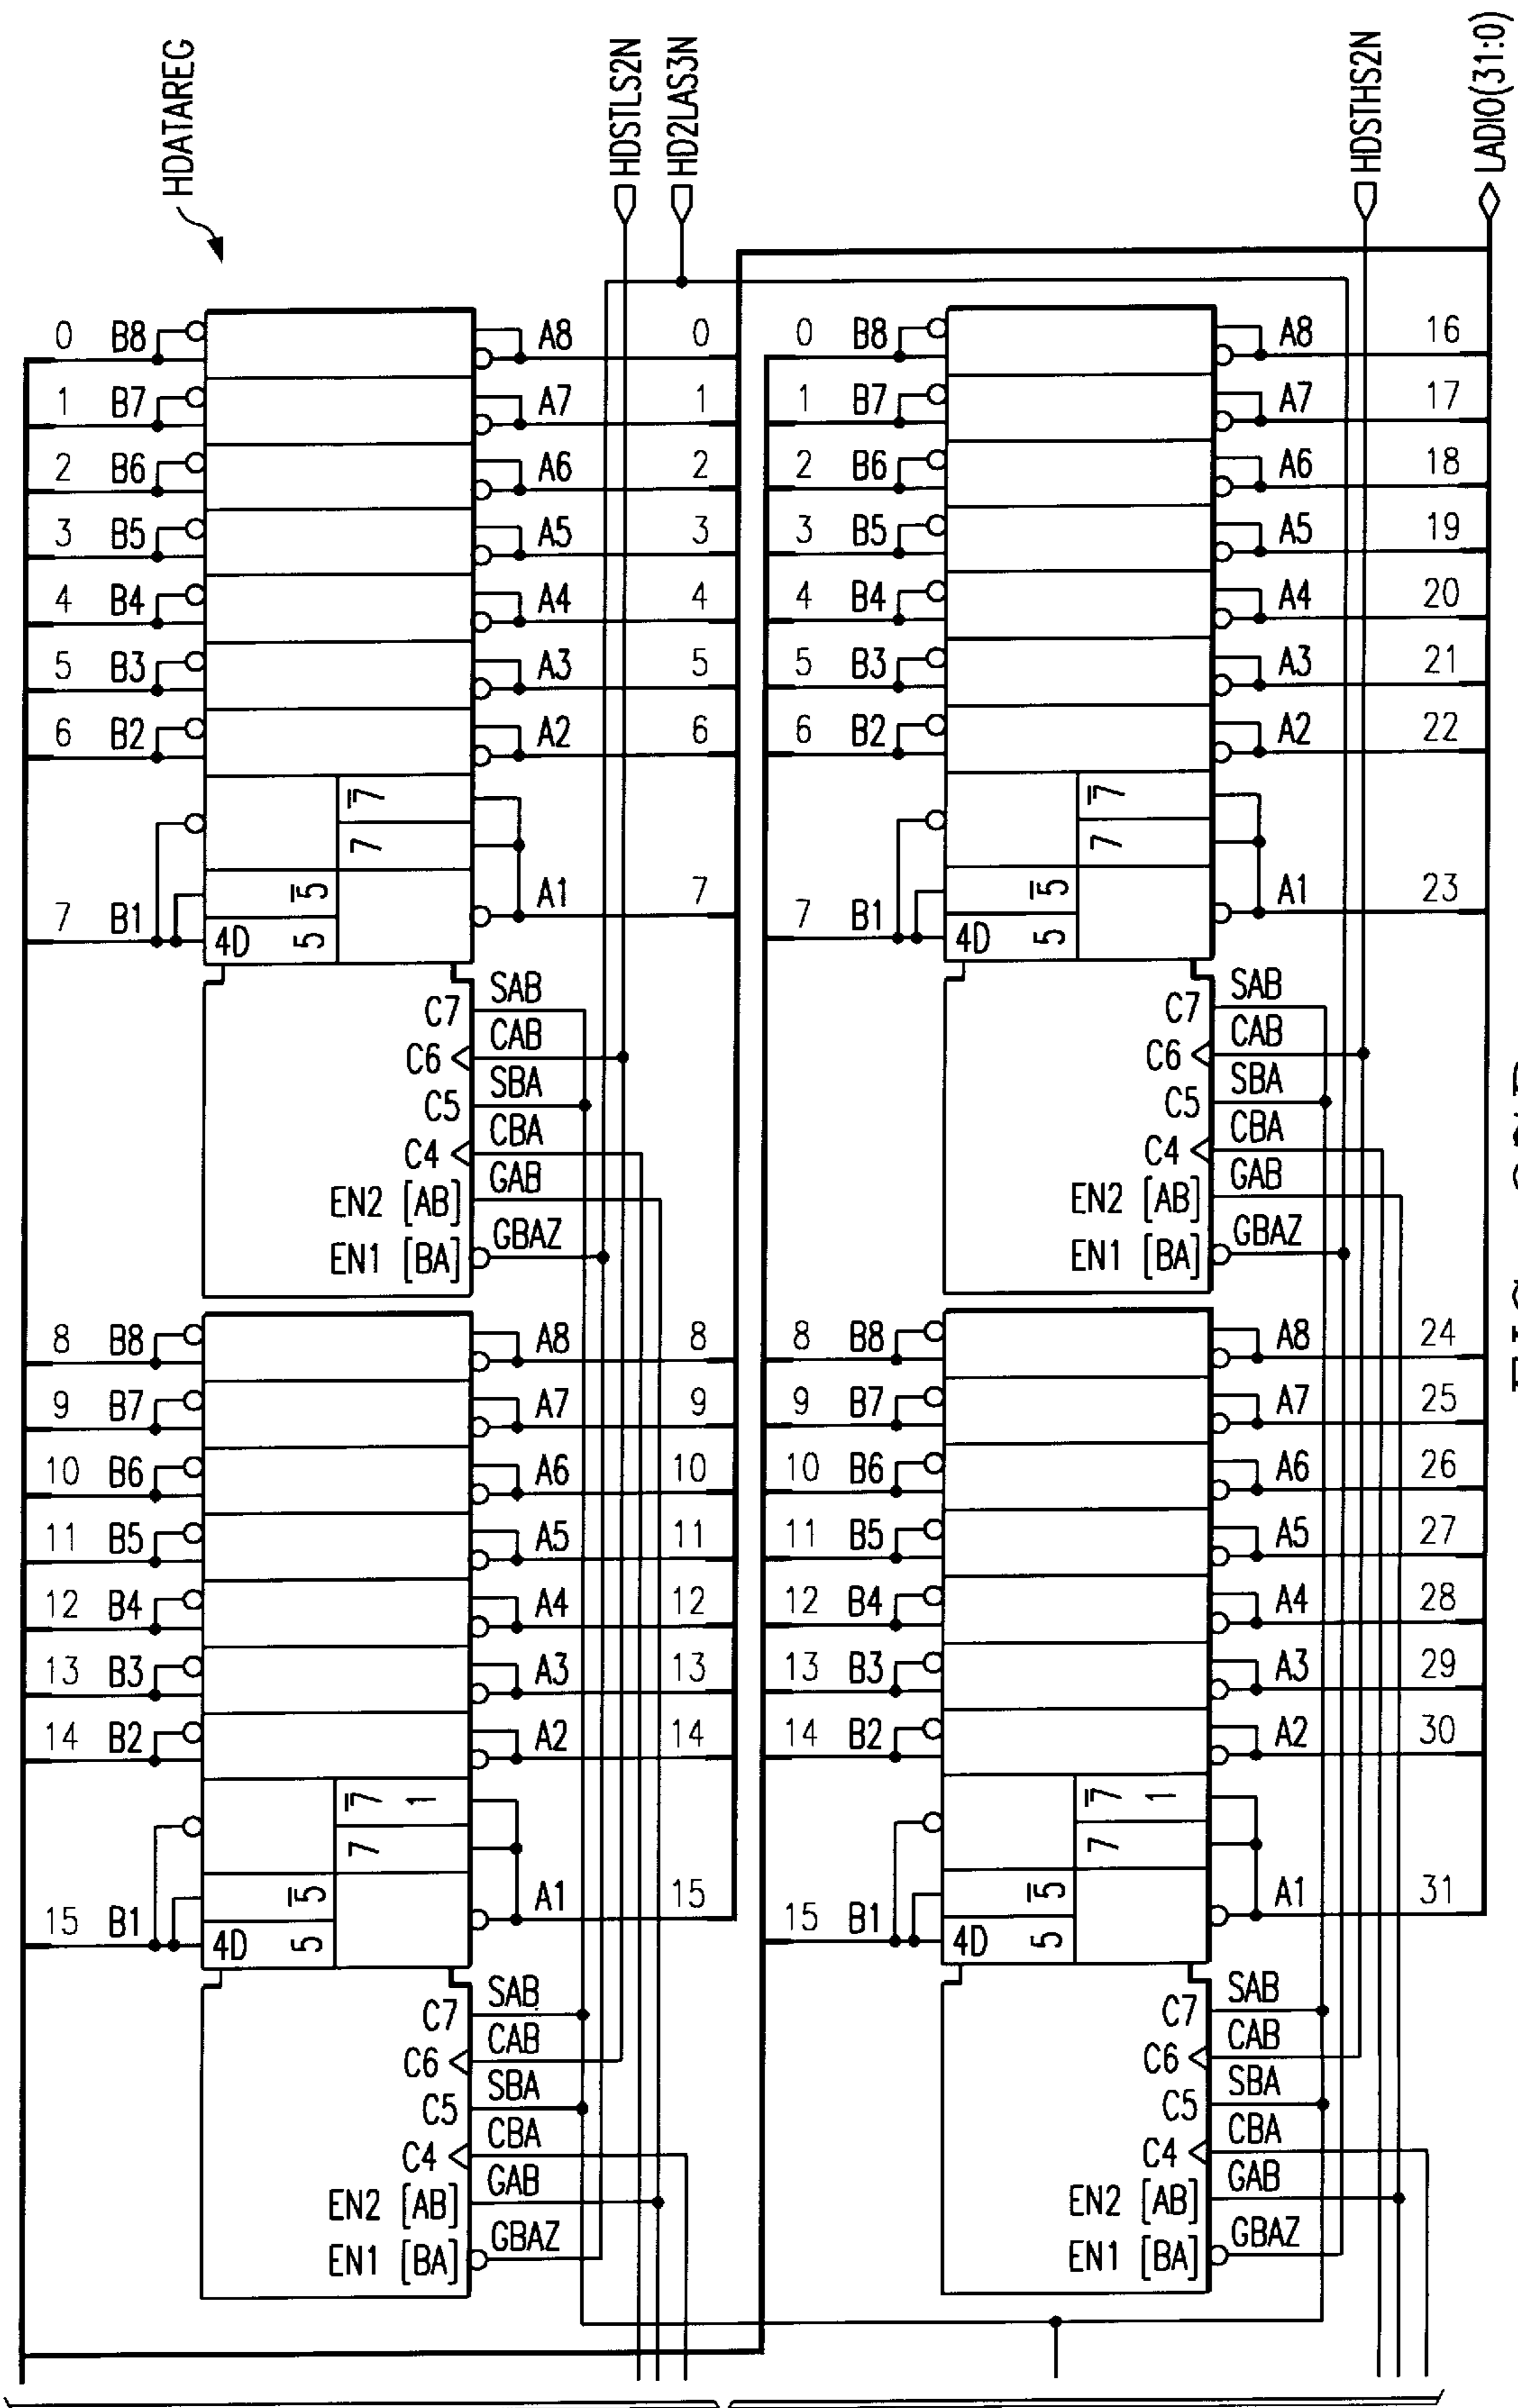 HDATAREG
HDSTLS2N
HD2LAS3N
HDSTHS2N
LADIO(31:0)
0 B8 A8 0
1 B7 A7 1
2 B6 A6 2
3 B5 A5 3
4 B4 A4 4
5 B3 A3 5
6 B2 A2 6
7̅
7
7 B1 5̅ A1 7
4D 5
C7 SAB
C6 CAB
C5 SBA
C4 CBA
EN2 [AB] GAB
EN1 [BA] GBAZ
8 B8 A8 8
9 B7 A7 9
10 B6 A6 10
11 B5 A5 11
12 B4 A4 12
13 B3 A3 13
14 B2 A2 14
7̅ 1
7
15 B1 5̅ A1 15
4D 5
C7 SAB
C6 CAB
C5 SBA
C4 CBA
EN2 [AB] GAB
EN1 [BA] GBAZ
0 B8 A8 16
1 B7 A7 17
2 B6 A6 18
3 B5 A5 19
4 B4 A4 20
5 B3 A3 21
6 B2 A2 22
7̅
7
7 B1 5̅ A1 23
4D 5
C7 SAB
C6 CAB
C5 SBA
C4 CBA
EN2 [AB] GAB
EN1 [BA] GBAZ
8 B8 A8 24
9 B7 A7 25
10 B6 A6 26
11 B5 A5 27
12 B4 A4 28
13 B3 A3 29
14 B2 A2 30
7̅ 1
7
15 B1 5̅ A1 31
4D 5
C7 SAB
C6 CAB
C5 SBA
C4 CBA
EN2 [AB] GAB
EN1 [BA] GBAZ